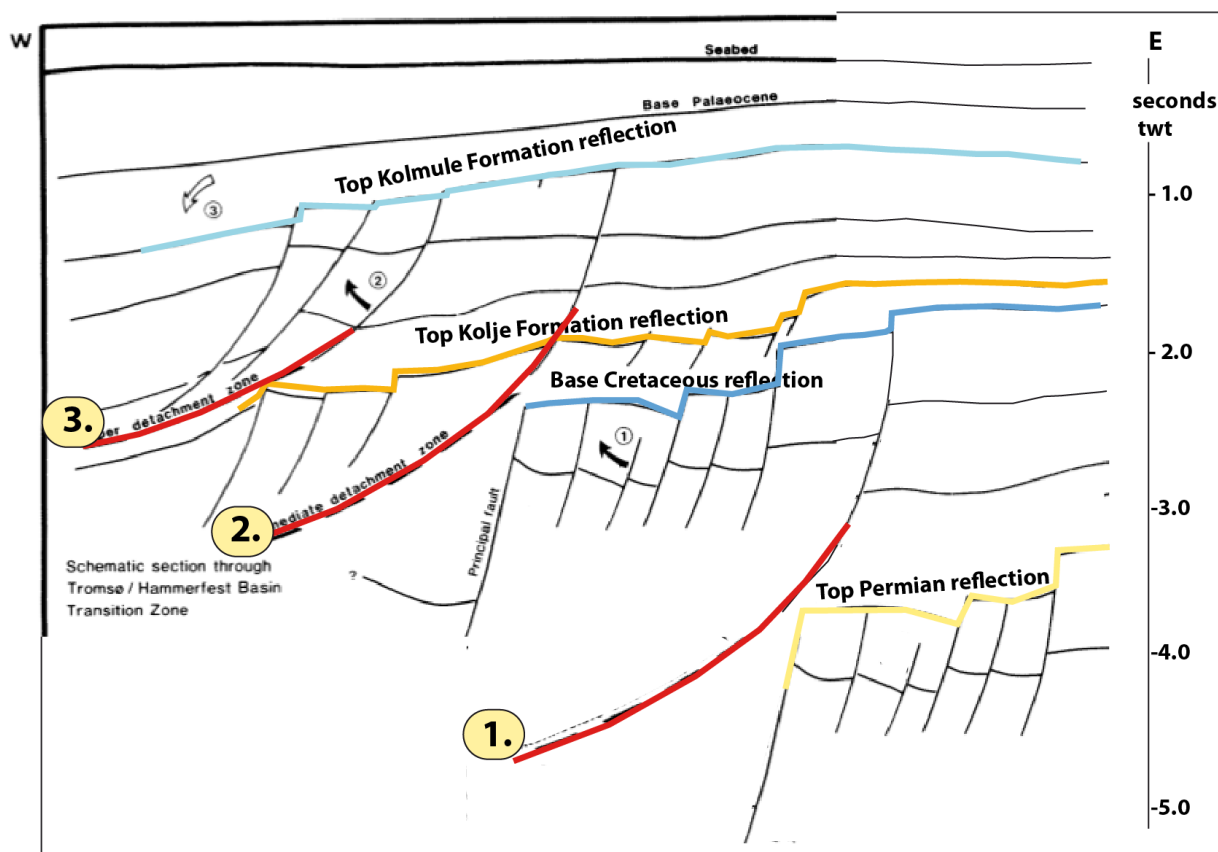 W
E
Seabed
seconds
twt
Base Palaeocene
Top Kolmule Formation reflection
3
- 1.0
2
Top Kolje Formation reflection
- 2.0
Base Cretaceous reflection
detachment zone
3.
1
detachment zone
2.
-3.0
Principal fault
Schematic section through
Tromsø / Hammerfest Basin
Transition Zone
?
Top Permian reflection
-4.0
1.
-5.0